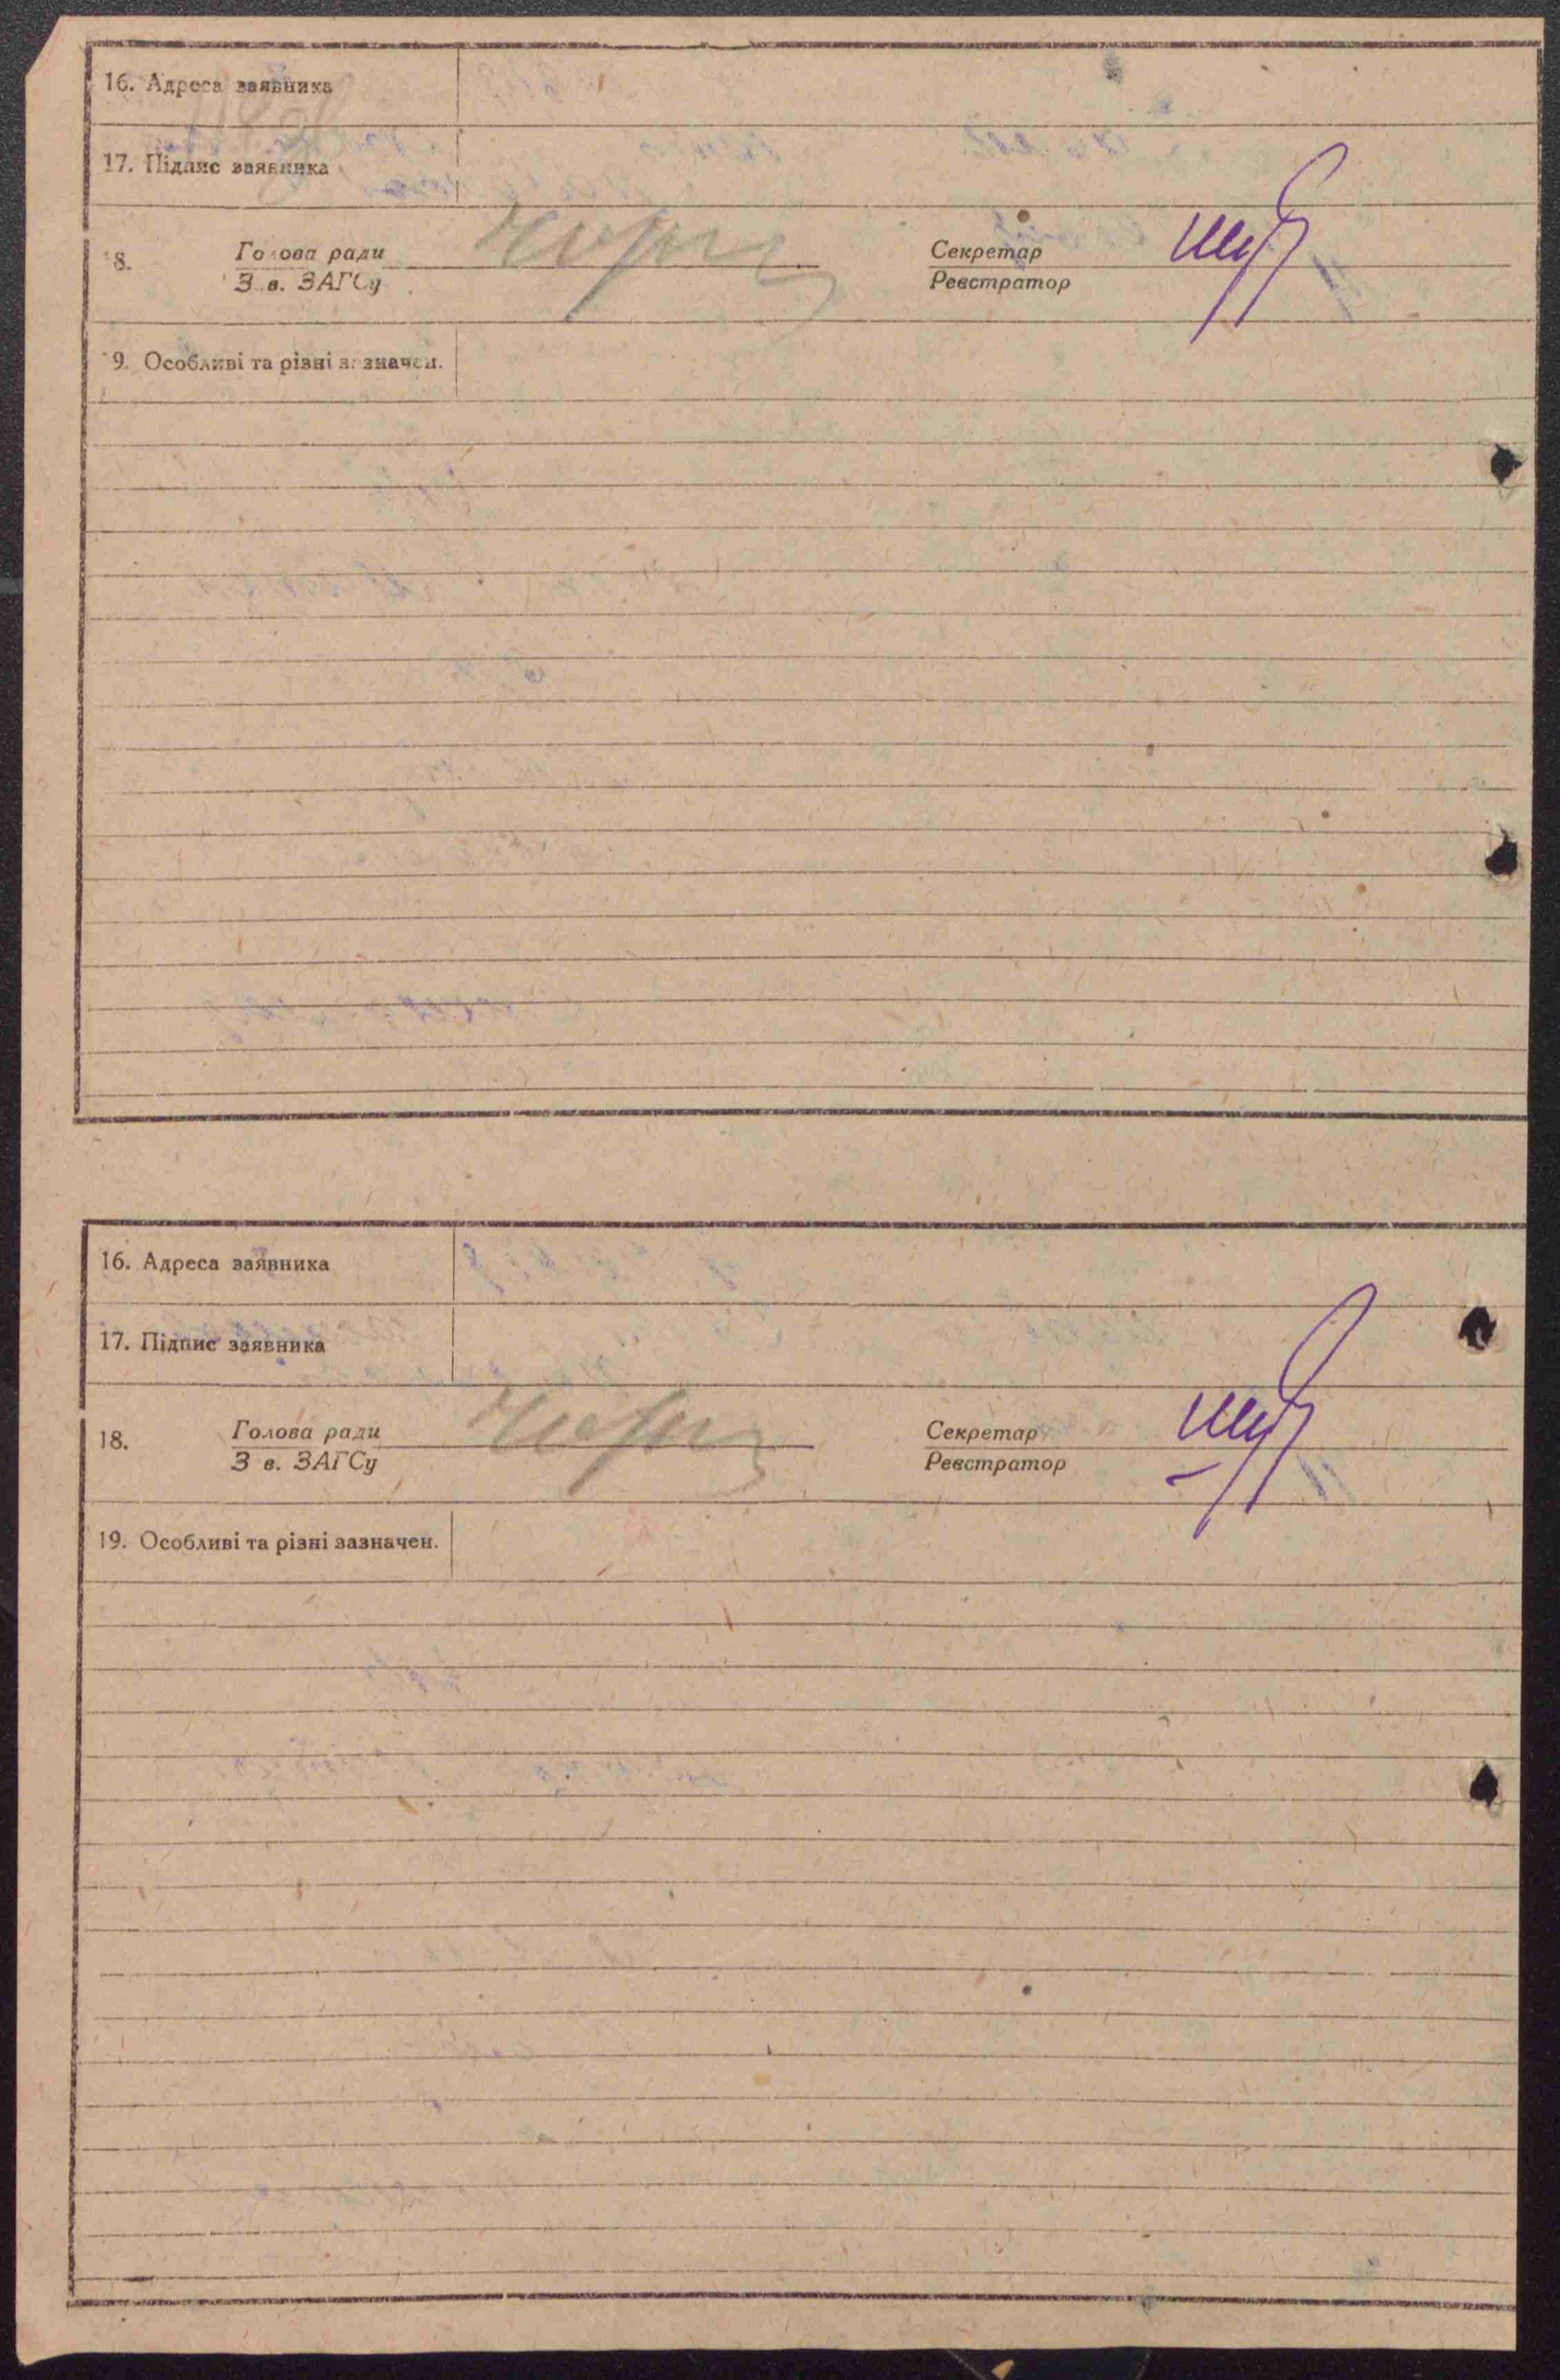 16. Адреса заявника
17. Підпис заявника
18. Голова ради Секретар
З в. ЗАГСу Реєстратор
19. Особливі та різні зазначен.
16. Адреса заявника
17. Підпис заявника
18. Голова ради Секретар
З в. ЗАГСу Реєстратор
19. Особливі та різні зазначен.